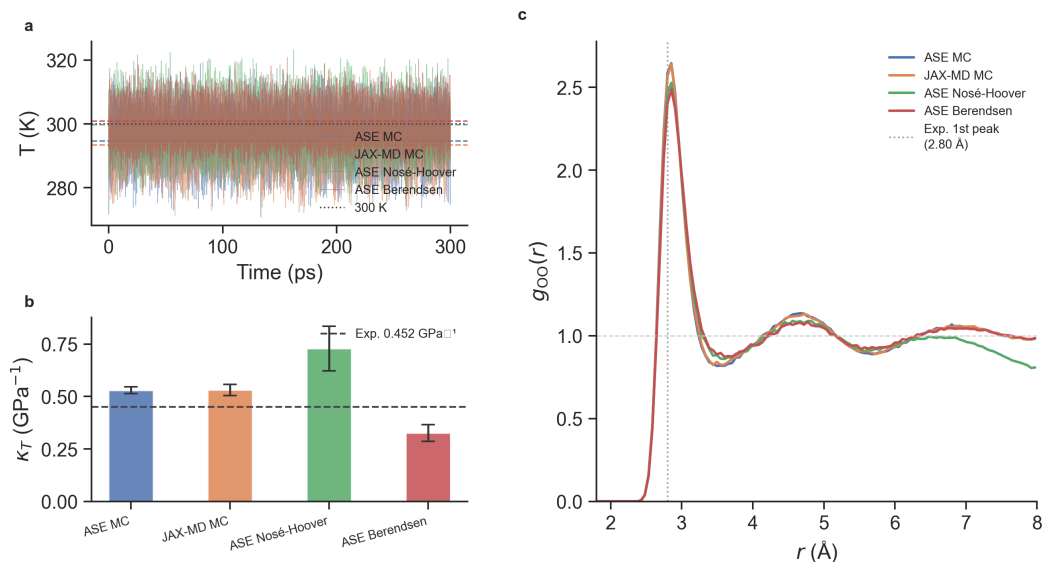 a
320
300
280
T (K)
ASE MC
JAX-MD MC
ASE Nosé-Hoover
ASE Berendsen
300 K
0
100
200
300
Time (ps)
b
0.75
0.50
0.25
0.00
κT (GPa⁻¹)
Exp. 0.452 GPa□¹
ASE MC
JAX-MD MC
ASE Nosé-Hoover
ASE Berendsen
c
2.5
2.0
1.5
1.0
0.5
0.0
gOO(r)
ASE MC
JAX-MD MC
ASE Nosé-Hoover
ASE Berendsen
Exp. 1st peak
(2.80 Å)
2
3
4
5
6
7
8
r (Å)